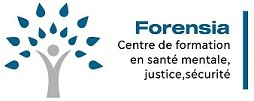 Forensia
Centre de formation
en santé mentale,
justice,sécurité